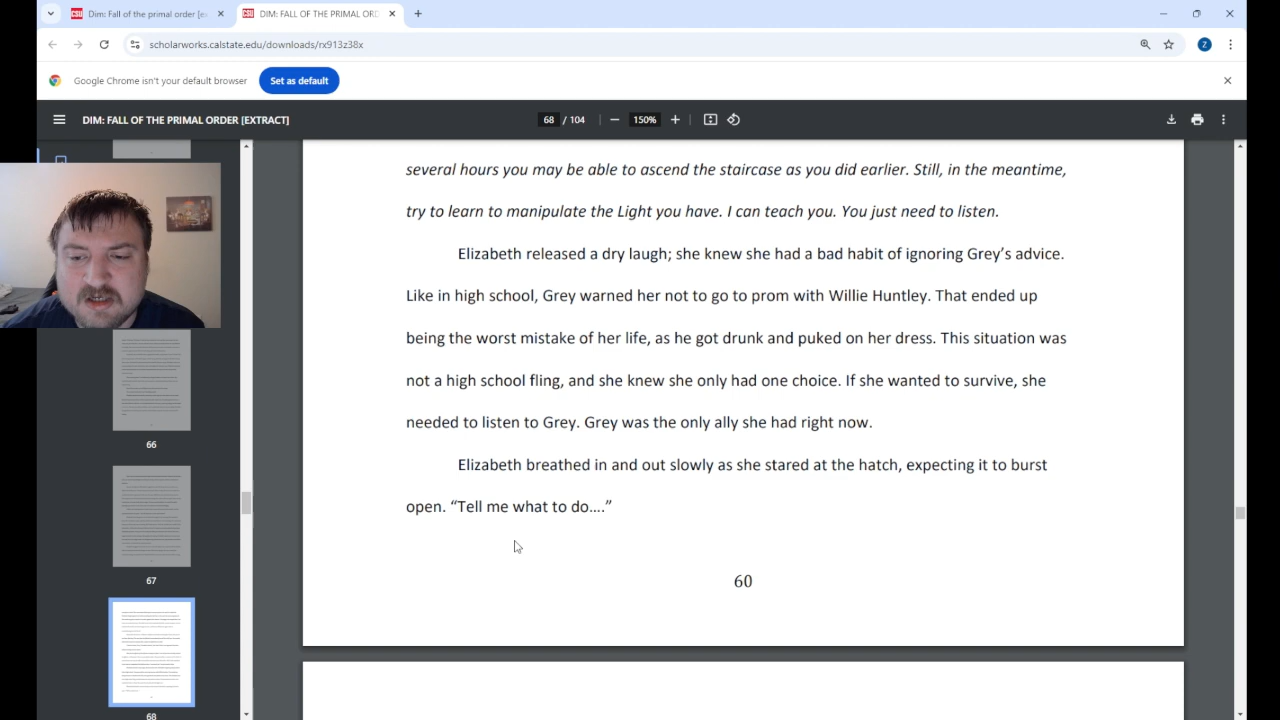 Dim: Fall of the primal order [ex
DIM: FALL OF THE PRIMAL ORD
scholarworks.calstate.edu/downloads/rx913z38x
Z
Google Chrome isn't your default browser
Set as default
DIM: FALL OF THE PRIMAL ORDER [EXTRACT]
68 / 104
150%
several hours you may be able to ascend the staircase as you did earlier. Still, in the meantime,
try to learn to manipulate the Light you have. I can teach you. You just need to listen.
Elizabeth released a dry laugh; she knew she had a bad habit of ignoring Grey's advice.
Like in high school, Grey warned her not to go to prom with Willie Huntley. That ended up
being the worst mistake of her life, as he got drunk and puked on her dress. This situation was
not a high school fling, and she knew she only had one choice. If she wanted to survive, she
needed to listen to Grey. Grey was the only ally she had right now.
Elizabeth breathed in and out slowly as she stared at the hatch, expecting it to burst
open. “Tell me what to do….”
60
66
67
68